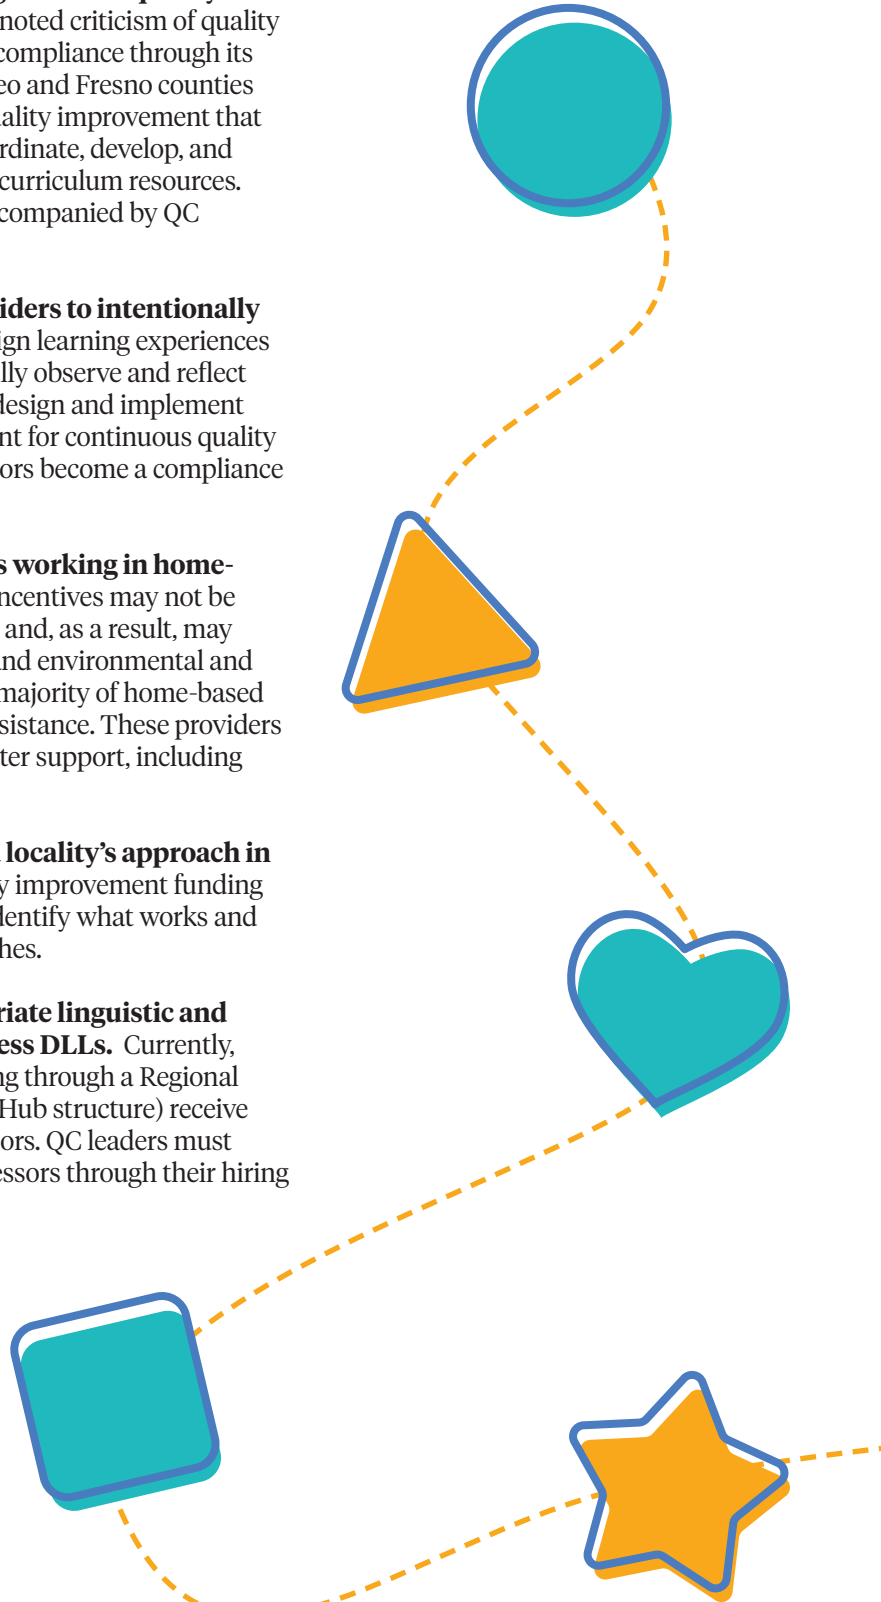 noted criticism of quality
compliance through its
eo and Fresno counties
ality improvement that
rdinate, develop, and
curriculum resources.
companied by QC
iders to intentionally
ign learning experiences
lly observe and reflect
design and implement
nt for continuous quality
ors become a compliance
s working in home-
ncentives may not be
and, as a result, may
nd environmental and
majority of home-based
sistance. These providers
ter support, including
locality’s approach in
y improvement funding
dentify what works and
hes.
riate linguistic and
ess DLLs. Currently,
ng through a Regional
Hub structure) receive
ors. QC leaders must
essors through their hiring